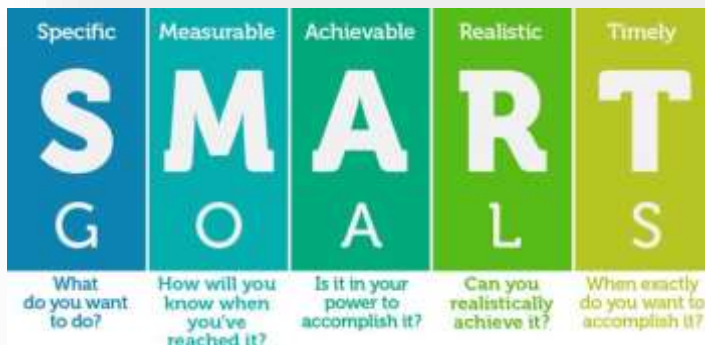 Specific Measurable Achievable Realistic Timely
S M A R T
G O A L S
What
do you want
to do?
How will you
know when
you've
reached it?
Is it in your
power to
accomplish it?
Can you
realistically
achieve it?
When exactly
do you want to
accomplish it?